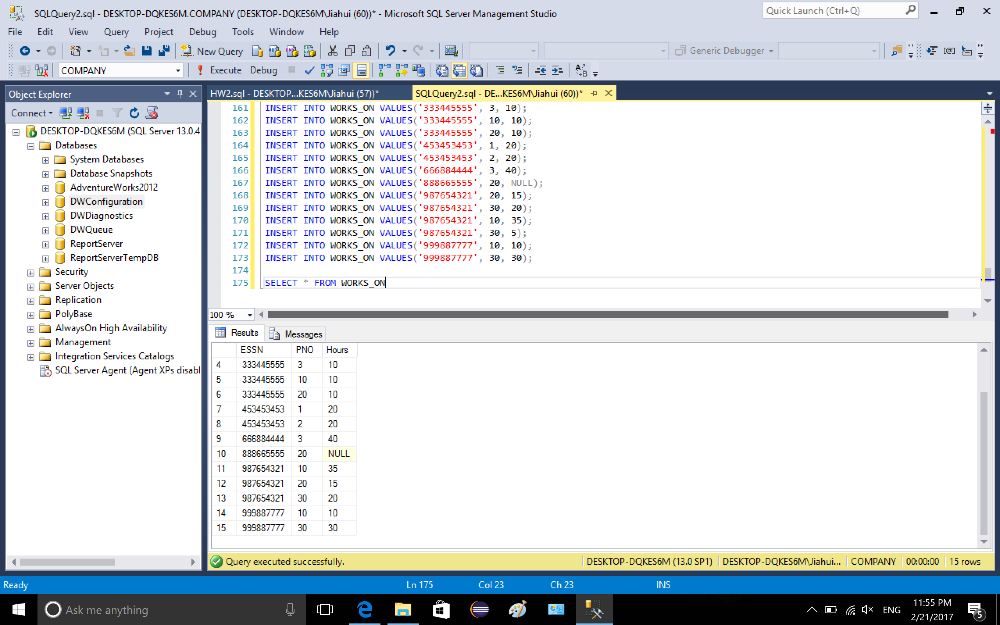 SQLQuery2.sql - DESKTOP-DQKES6M.COMPANY (DESKTOP-DQKES6M\Jiahui (60))* - Microsoft SQL Server Management Studio
Quick Launch (Ctrl+Q)
File Edit View Query Project Debug Tools Window Help
New Query
Generic Debugger
COMPANY
Execute Debug
Object Explorer
Connect
DESKTOP-DQKES6M (SQL Server 13.0.4
Databases
System Databases
Database Snapshots
AdventureWorks2012
DWConfiguration
DWDiagnostics
DWQueue
ReportServer
ReportServerTempDB
Security
Server Objects
Replication
PolyBase
AlwaysOn High Availability
Management
Integration Services Catalogs
SQL Server Agent (Agent XPs disabl
HW2.sql - DESKTOP...KES6M\Jiahui (57))*
SQLQuery2.sql - DE...KES6M\Jiahui (60))*
161 INSERT INTO WORKS_ON VALUES('333445555', 3, 10);
162 INSERT INTO WORKS_ON VALUES('333445555', 10, 10);
163 INSERT INTO WORKS_ON VALUES('333445555', 20, 10);
164 INSERT INTO WORKS_ON VALUES('453453453', 1, 20);
165 INSERT INTO WORKS_ON VALUES('453453453', 2, 20);
166 INSERT INTO WORKS_ON VALUES('666884444', 3, 40);
167 INSERT INTO WORKS_ON VALUES('888665555', 20, NULL);
168 INSERT INTO WORKS_ON VALUES('987654321', 20, 15);
169 INSERT INTO WORKS_ON VALUES('987654321', 30, 20);
170 INSERT INTO WORKS_ON VALUES('987654321', 10, 35);
171 INSERT INTO WORKS_ON VALUES('987654321', 30, 5);
172 INSERT INTO WORKS_ON VALUES('999887777', 10, 10);
173 INSERT INTO WORKS_ON VALUES('999887777', 30, 30);
174
175 SELECT * FROM WORKS_ON
100 %
Results Messages
ESSN PNO Hours
4 333445555 3 10
5 333445555 10 10
6 333445555 20 10
7 453453453 1 20
8 453453453 2 20
9 666884444 3 40
10 888665555 20 NULL
11 987654321 10 35
12 987654321 20 15
13 987654321 30 20
14 999887777 10 10
15 999887777 30 30
Query executed successfully.
DESKTOP-DQKES6M (13.0 SP1) DESKTOP-DQKES6M\Jiahui... COMPANY 00:00:00 15 rows
Ready Ln 175 Col 23 Ch 23 INS
Ask me anything
ENG
11:55 PM
2/21/2017
5